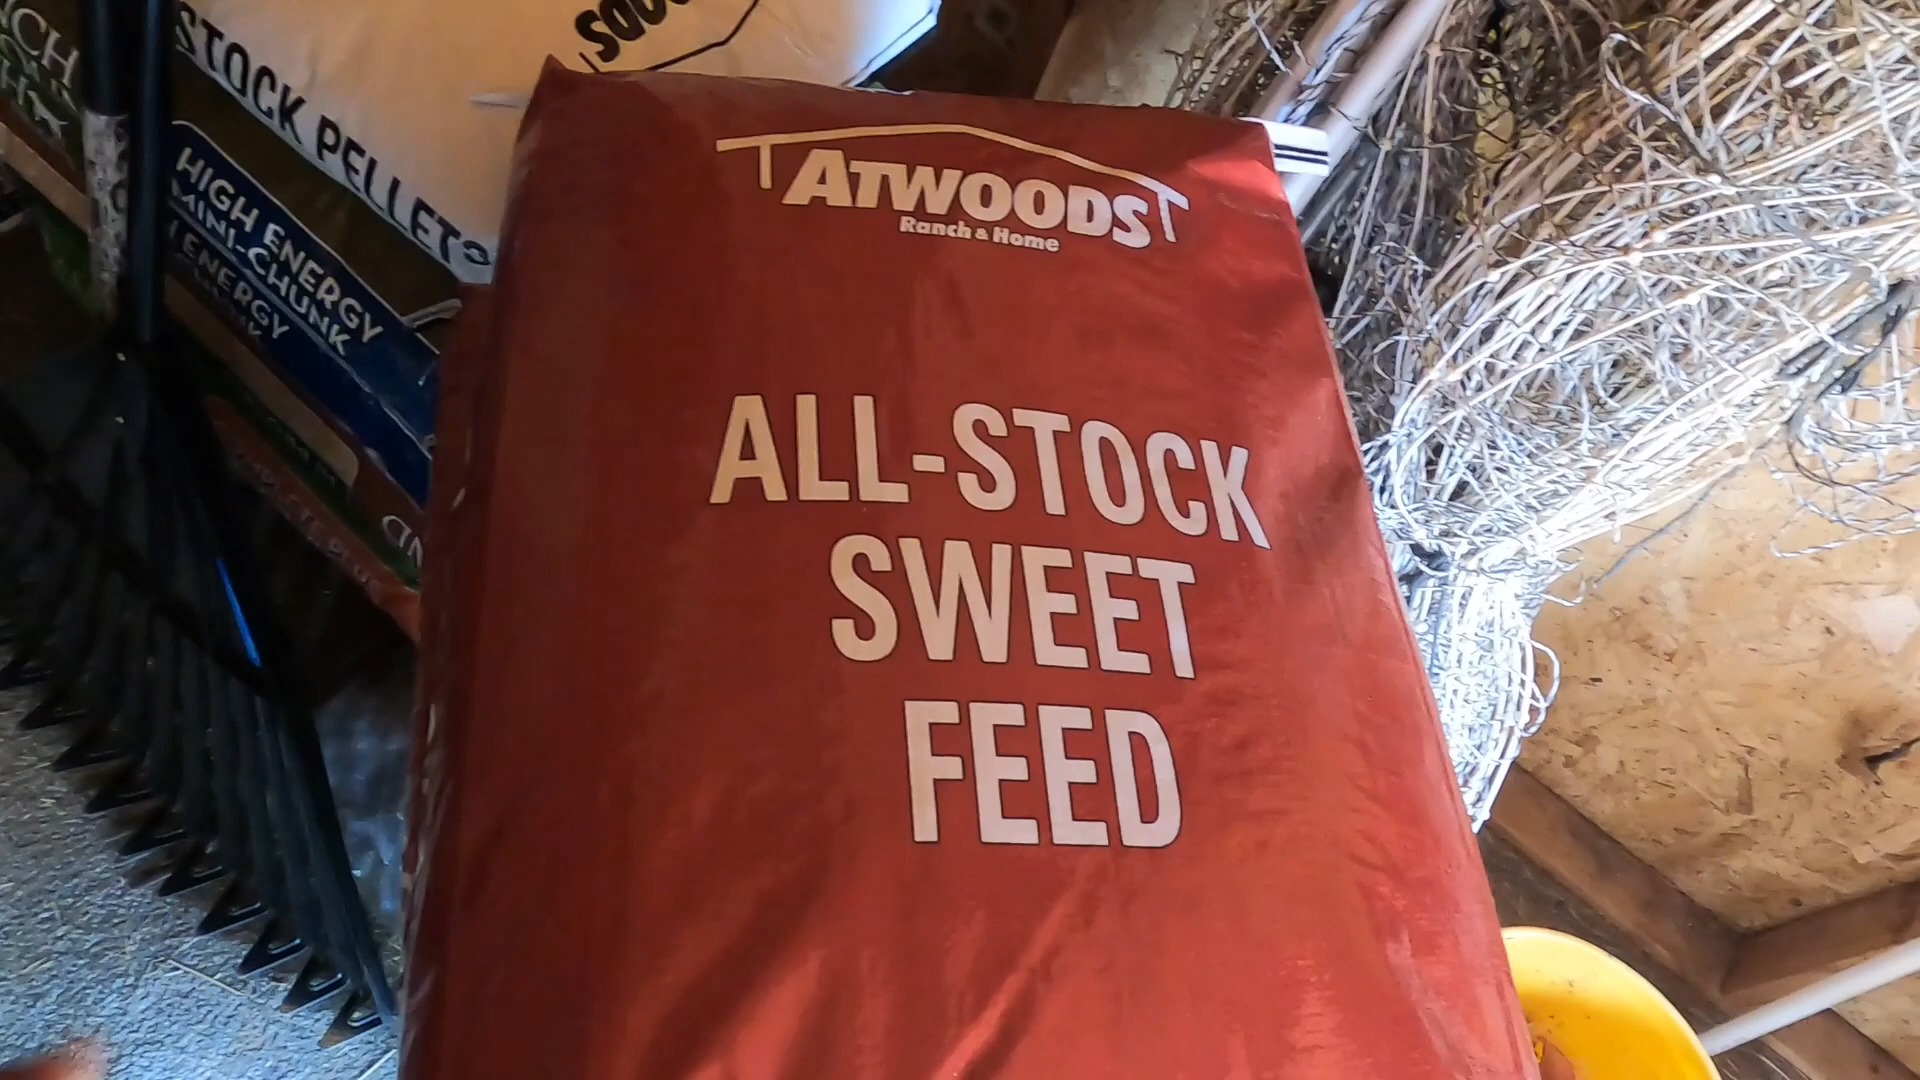 ATWOODS
Ranch & Home
ALL-STOCK
SWEET
FEED
STOCK PELLETS
HIGH ENERGY
MINI-CHUNK
ENERGY